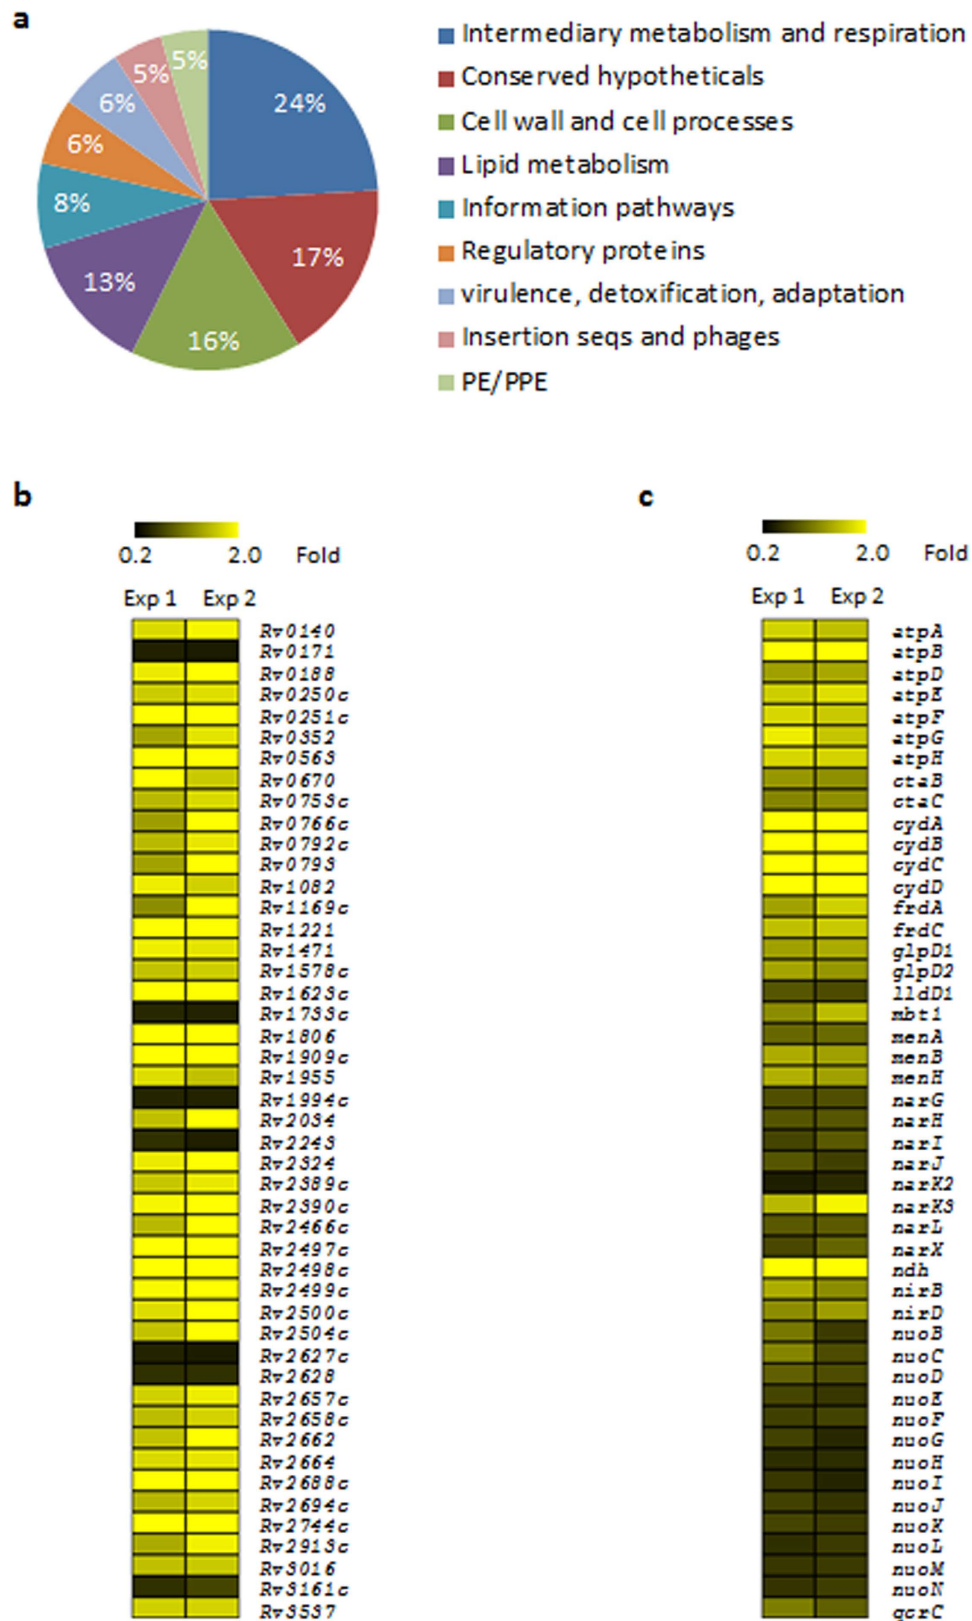 a
24%
17%
16%
13%
8%
6%
6%
5%
5%
Intermediary metabolism and respiration
Conserved hypotheticals
Cell wall and cell processes
Lipid metabolism
Information pathways
Regulatory proteins
virulence, detoxification, adaptation
Insertion seqs and phages
PE/PPE
b
0.2 2.0 Fold
Exp 1 Exp 2
Rv0140
Rv0171
Rv0188
Rv0250c
Rv0251c
Rv0352
Rv0563
Rv0670
Rv0753c
Rv0766c
Rv0792c
Rv0793
Rv1082
Rv1169c
Rv1221
Rv1471
Rv1578c
Rv1623c
Rv1733c
Rv1806
Rv1909c
Rv1955
Rv1994c
Rv2034
Rv2243
Rv2324
Rv2389c
Rv2390c
Rv2466c
Rv2497c
Rv2498c
Rv2499c
Rv2500c
Rv2504c
Rv2627c
Rv2628
Rv2657c
Rv2658c
Rv2662
Rv2664
Rv2688c
Rv2694c
Rv2744c
Rv2913c
Rv3016
Rv3161c
Rv3537
c
0.2 2.0 Fold
Exp 1 Exp 2
atpA
atpB
atpD
atpE
atpF
atpG
atpH
ctaB
ctaC
cydA
cydB
cydC
cydD
frdA
frdC
glpD1
glpD2
lldD1
mbt1
menA
menB
menH
narG
narH
narI
narJ
narK2
narK3
narL
narX
ndh
nirB
nirD
nuoB
nuoC
nuoD
nuoE
nuoF
nuoG
nuoH
nuoI
nuoJ
nuoK
nuoL
nuoM
nuoN
qcrC